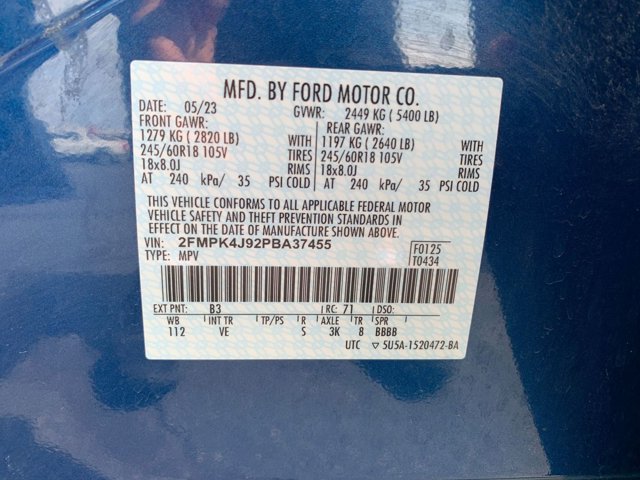 MFD. BY FORD MOTOR CO.
DATE: 05/23 GVWR: 2449 KG ( 5400 LB)
FRONT GAWR: REAR GAWR:
1279 KG ( 2820 LB) WITH 1197 KG ( 2640 LB) WITH
245/60R18 105V TIRES 245/60R18 105V TIRES
18x8.0J RIMS 18x8.0J RIMS
AT 240 kPa/ 35 PSI COLD AT 240 kPa/ 35 PSI COLD
THIS VEHICLE CONFORMS TO ALL APPLICABLE FEDERAL MOTOR
VEHICLE SAFETY AND THEFT PREVENTION STANDARDS IN
EFFECT ON THE DATE OF MANUFACTURE SHOWN ABOVE.
VIN: 2FMPK4J92PBA37455 F0125
TYPE: MPV T0434
EXT PNT: B3 RC: 71 DSO:
WB INT TR TP/PS R AXLE TR SPR
112 VE S 3K 8 BBBB
UTC ▽ 5U5A-1520472-BA